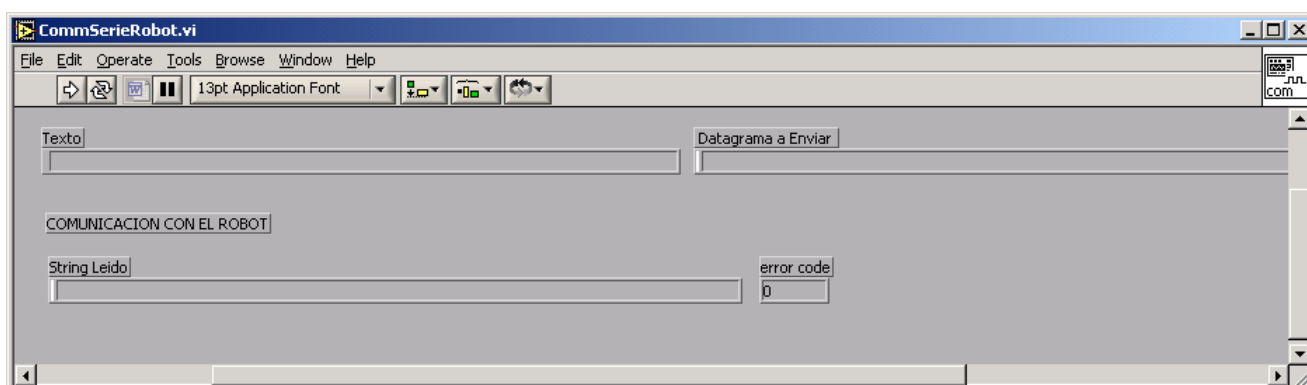 CommSerieRobot.vi
File Edit Operate Tools Browse Window Help
13pt Application Font
com
Texto
Datagrama a Enviar
COMUNICACION CON EL ROBOT
String Leido
error code
0